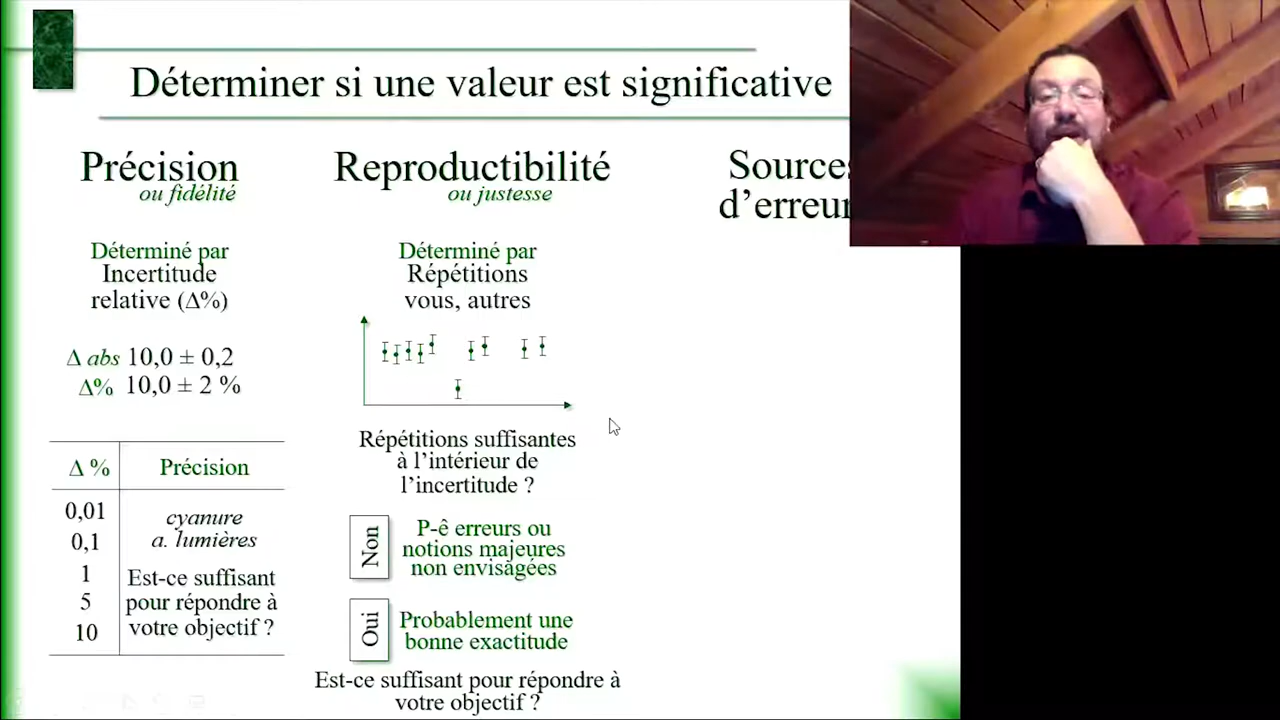 Déterminer si une valeur est significative
Précision
ou fidélité
Déterminé par
Incertitude
relative (Δ%)
Δ abs 10,0 ± 0,2
Δ% 10,0 ± 2 %
Δ % Précision
0,01
0,1
1
5
10
cyanure
a. lumières
Est-ce suffisant
pour répondre à
votre objectif ?
Reproductibilité
ou justesse
Déterminé par
Répétitions
vous, autres
Répétitions suffisantes
à l’intérieur de
l’incertitude ?
Non
P-ê erreurs ou
notions majeures
non envisagées
Oui
Probablement une
bonne exactitude
Est-ce suffisant pour répondre à
votre objectif ?
Sources
d’erreur